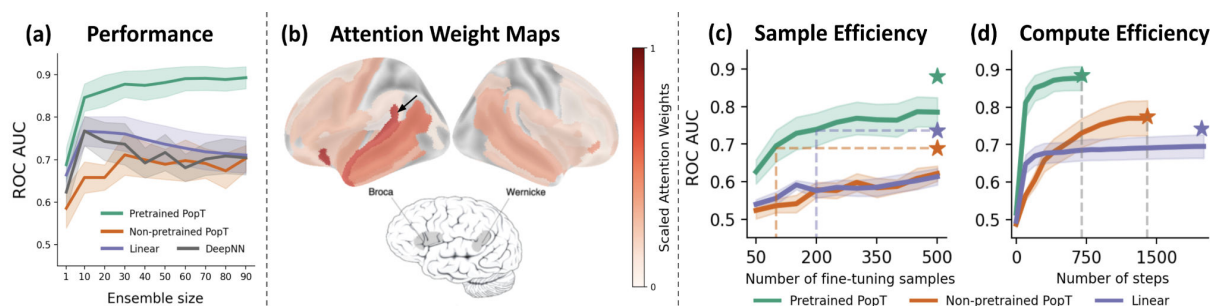 (a) Performance
ROC AUC
0.9
0.8
0.7
0.6
0.5
1 10 20 30 40 50 60 70 80 90
Ensemble size
Pretrained PopT
Non-pretrained PopT
Linear DeepNN
(b) Attention Weight Maps
Broca Wernicke
1
0
Scaled Attention Weights
(c) Sample Efficiency
ROC AUC
0.9
0.8
0.7
0.6
0.5
50 200 350 500
Number of fine-tuning samples
(d) Compute Efficiency
0.9
0.8
0.7
0.6
0.5
0 700 1500
Number of steps
Pretrained PopT Non-pretrained PopT Linear